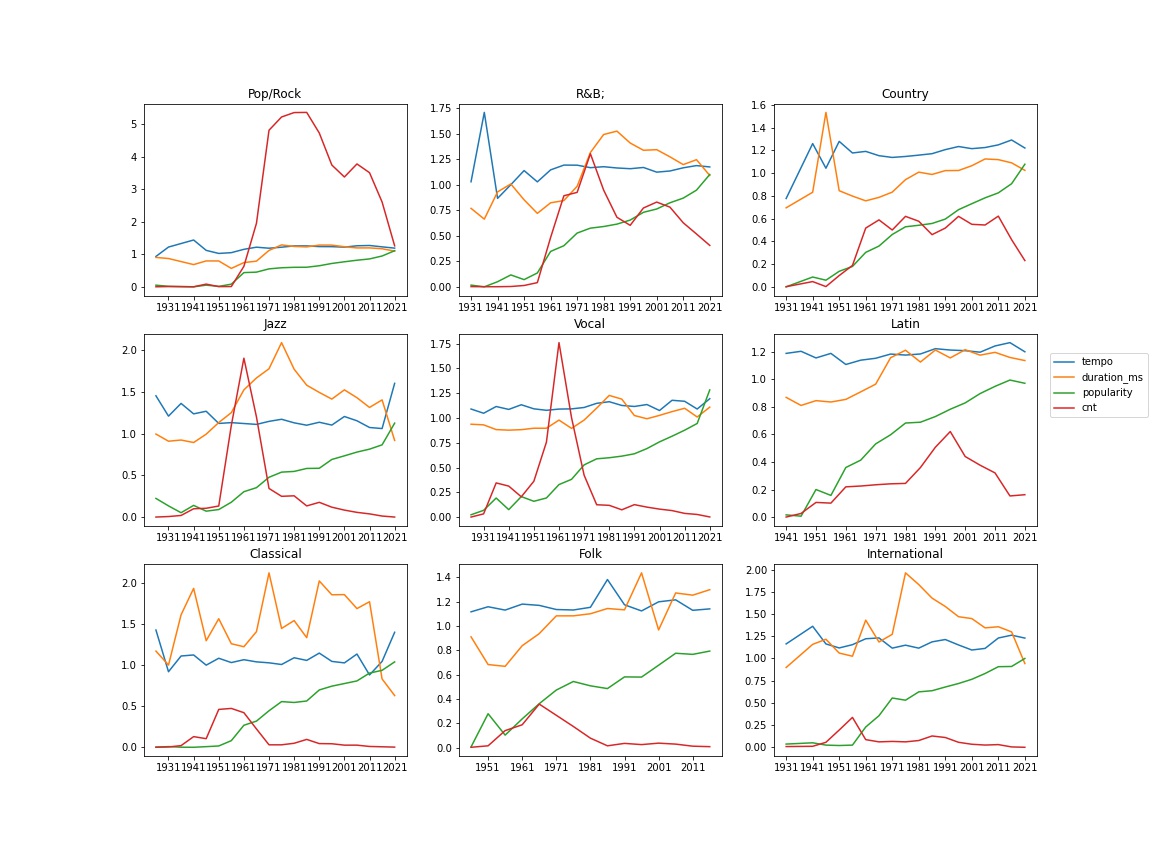 Pop/Rock
R&B;
Country
5
4
3
2
1
0
1.75
1.50
1.25
1.00
0.75
0.50
0.25
0.00
1.6
1.4
1.2
1.0
0.8
0.6
0.4
0.2
0.0
1931 1941 1951 1961 1971 1981 1991 2001 2011 2021
1931 1941 1951 1961 1971 1981 1991 2001 2011 2021
1931 1941 1951 1961 1971 1981 1991 2001 2011 2021
Jazz
Vocal
Latin
2.0
1.5
1.0
0.5
0.0
1.75
1.50
1.25
1.00
0.75
0.50
0.25
0.00
1.2
1.0
0.8
0.6
0.4
0.2
0.0
tempo
duration_ms
popularity
cnt
1931 1941 1951 1961 1971 1981 1991 2001 2011 2021
1931 1941 1951 1961 1971 1981 1991 2001 2011 2021
1941 1951 1961 1971 1981 1991 2001 2011 2021
Classical
Folk
International
2.0
1.5
1.0
0.5
0.0
1.4
1.2
1.0
0.8
0.6
0.4
0.2
0.0
2.00
1.75
1.50
1.25
1.00
0.75
0.50
0.25
0.00
1931 1941 1951 1961 1971 1981 1991 2001 2011 2021
1951 1961 1971 1981 1991 2001 2011
1931 1941 1951 1961 1971 1981 1991 2001 2011 2021